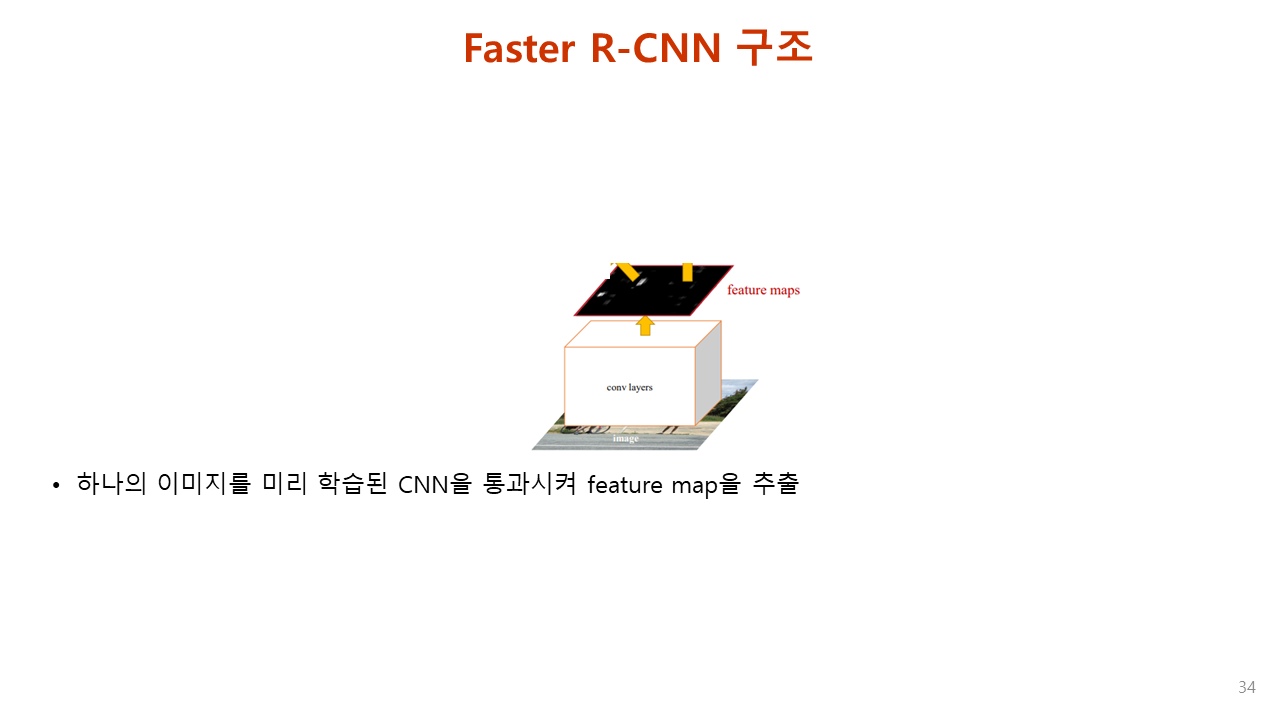 Faster R-CNN 구조
feature maps
conv layers
image
• 하나의 이미지를 미리 학습된 CNN을 통과시켜 feature map을 추출
34